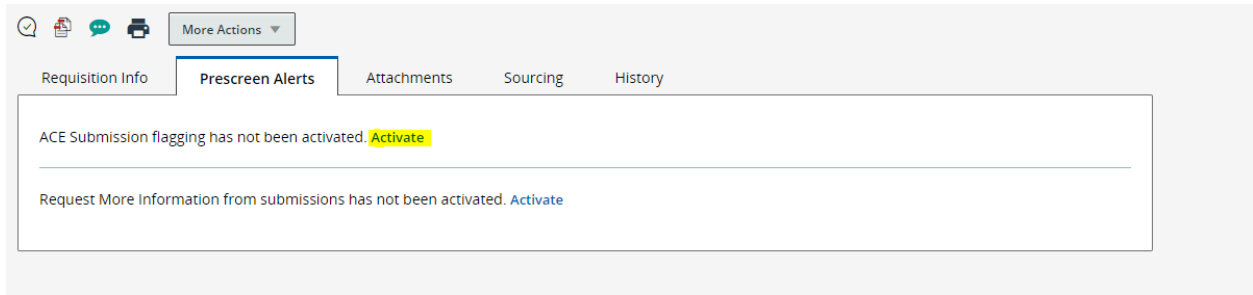 More Actions
Requisition Info Prescreen Alerts Attachments Sourcing History
ACE Submission flagging has not been activated. Activate
Request More Information from submissions has not been activated. Activate